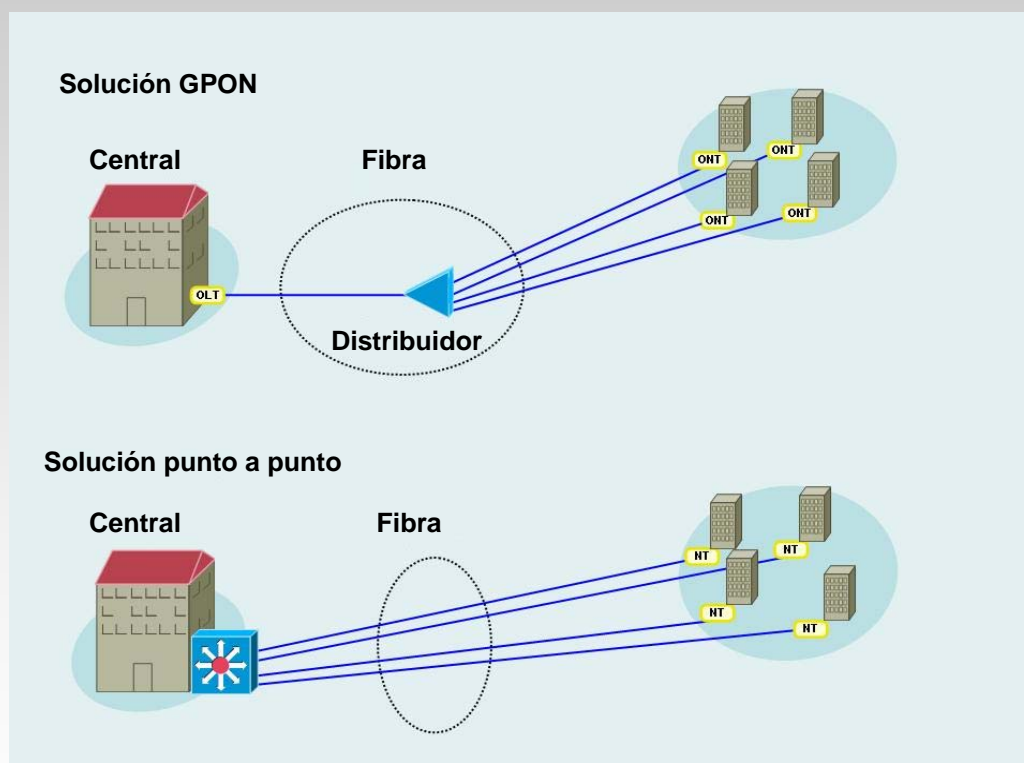 Solución GPON
Central
Fibra
ONT
ONT
ONT
ONT
OLT
Distribuidor
Solución punto a punto
Central
Fibra
NT
NT
NT
NT